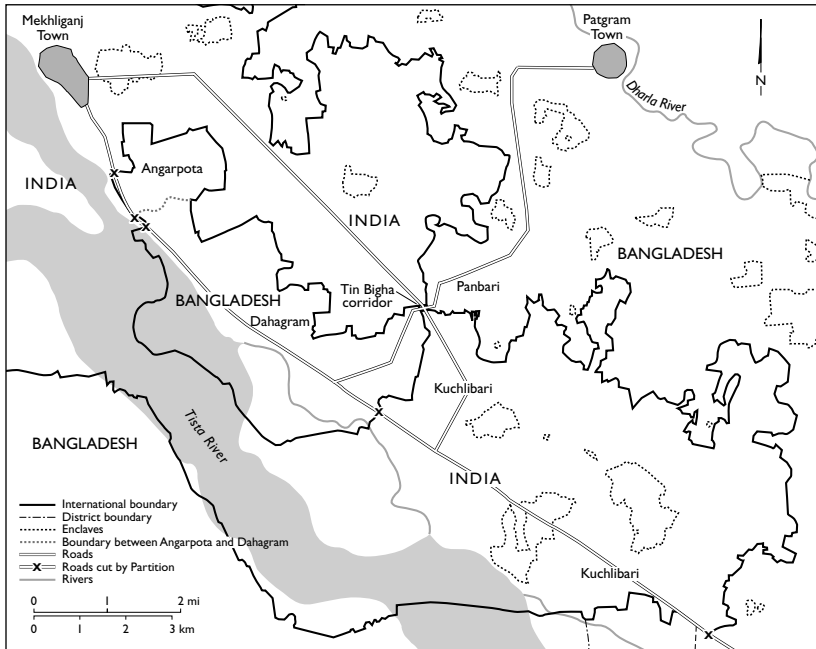 Mekhliganj
Town
Patgram
Town
N
Dharla River
Angarpota
INDIA
INDIA
BANGLADESH
BANGLADESH
Tin Bigha
corridor
Panbari
Dahagram
Kuchlibari
Tista River
BANGLADESH
INDIA
Kuchlibari
International boundary
District boundary
Enclaves
Boundary between Angarpota and Dahagram
Roads
X Roads cut by Partition
Rivers
0 1 2 mi
0 1 2 3 km
X
X
X
X
X